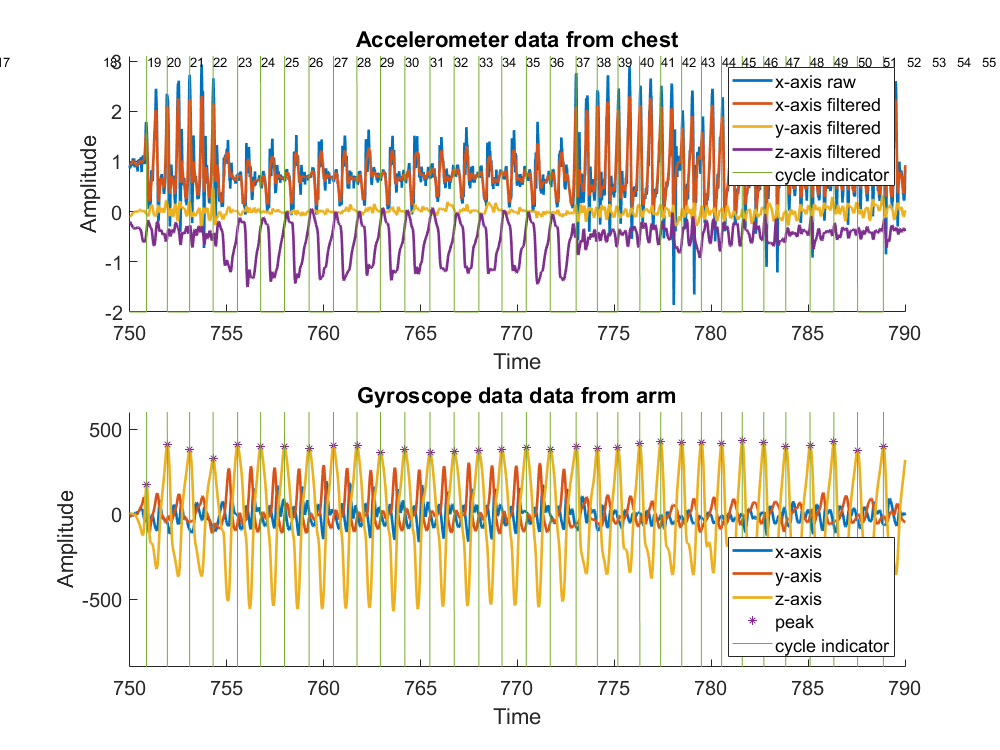 Accelerometer data from chest
17 18 19 20 21 22 23 24 25 26 27 28 29 30 31 32 33 34 35 36 37 38 39 40 41 42 43 44 45 46 47 48 49 50 51 52 53 54 55
3
2
1
0
-1
-2
Amplitude
x-axis raw
x-axis filtered
y-axis filtered
z-axis filtered
cycle indicator
750 755 760 765 770 775 780 785 790
Time
Gyroscope data data from arm
500
0
-500
Amplitude
x-axis
y-axis
z-axis
peak
cycle indicator
750 755 760 765 770 775 780 785 790
Time